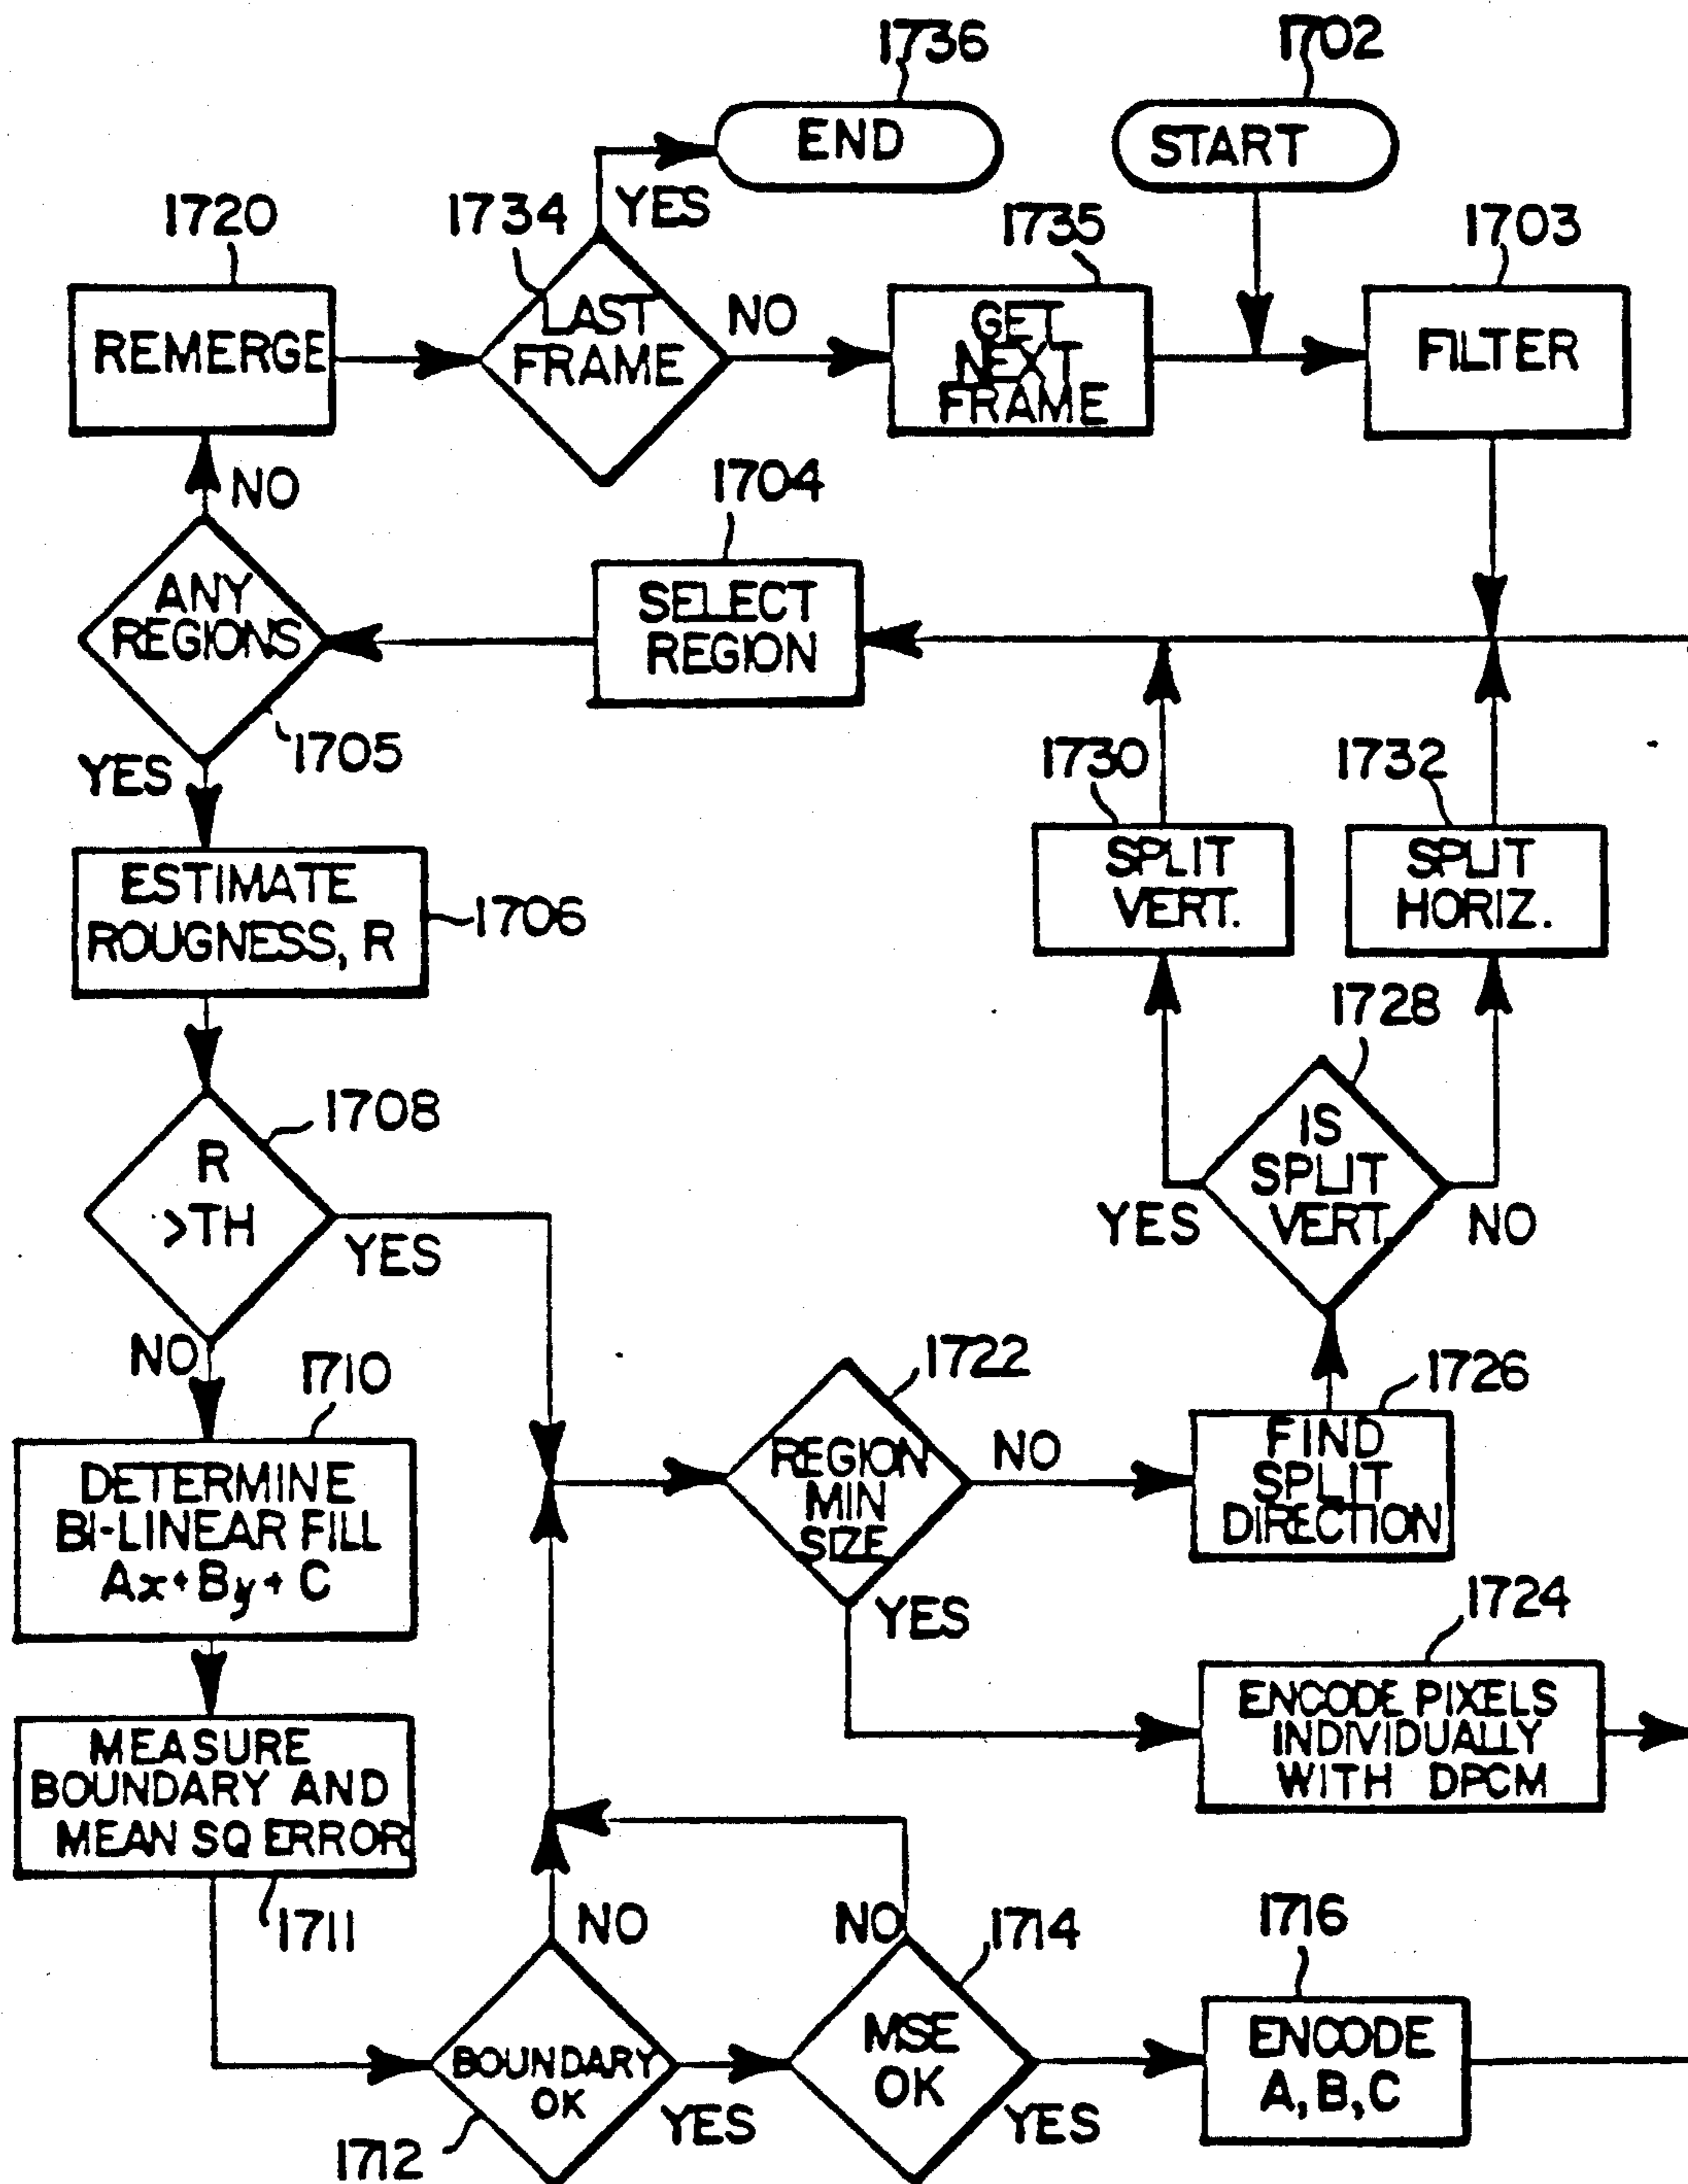 1736
1702
END
START
1720
1734
YES
1735
1703
REMERGE
LAST
FRAME
NO
GET
NEXT
FRAME
FILTER
NO
1704
ANY
REGIONS
SELECT
REGION
1705
YES
1730
1732
ESTIMATE
ROUGNESS, R
1706
SPLIT
VERT.
SPLIT
HORIZ.
1728
1708
R
>TH
YES
IS
SPLIT
VERT.
YES
NO
NO
1710
1722
1726
DETERMINE
BI-LINEAR FILL
Ax+By+C
REGION
MIN
SIZE
NO
FIND
SPLIT
DIRECTION
YES
1724
MEASURE
BOUNDARY AND
MEAN SQ ERROR
ENCODE PIXELS
INDIVIDUALLY
WITH DPCM
1711
NO
NO
1714
1716
BOUNDARY
OK
MSE
OK
ENCODE
A, B, C
1712
YES
YES